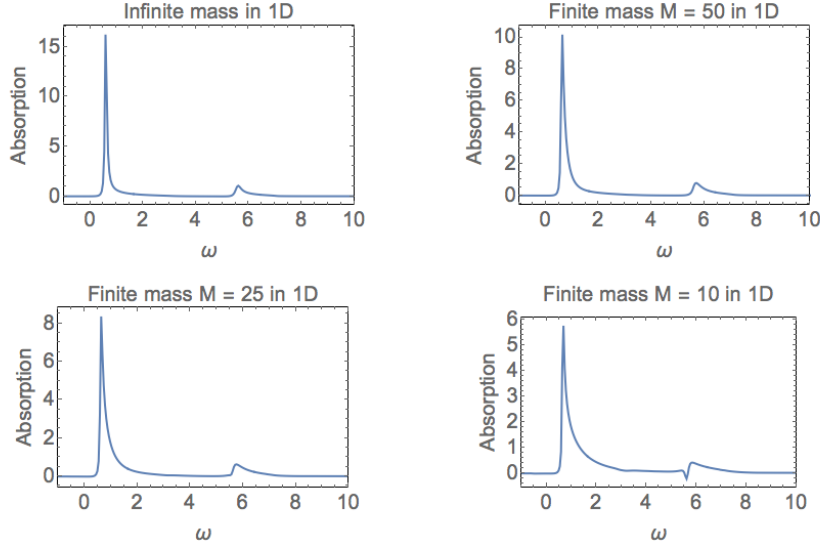 Infinite mass in 1D
Absorption
15
10
5
0
0 2 4 6 8 10
ω
Finite mass M = 50 in 1D
Absorption
10
8
6
4
2
0
0 2 4 6 8 10
ω
Finite mass M = 25 in 1D
Absorption
8
6
4
2
0
0 2 4 6 8 10
ω
Finite mass M = 10 in 1D
Absorption
6
5
4
3
2
1
0
0 2 4 6 8 10
ω